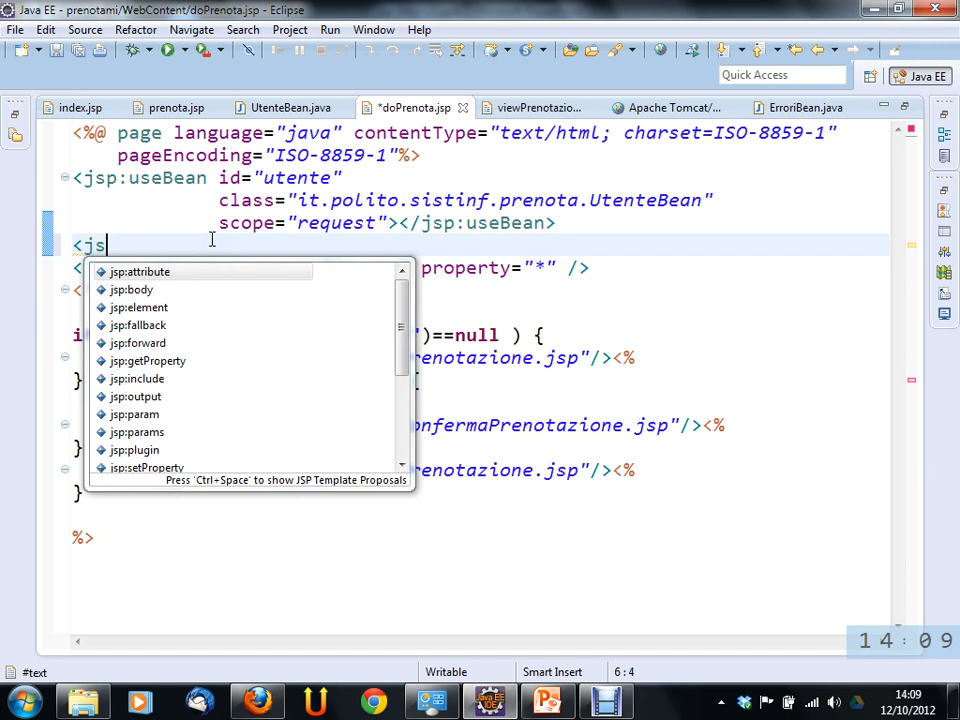 Java EE - prenotami/WebContent/doPrenota.jsp - Eclipse
File Edit Source Refactor Navigate Search Project Run Window Help
Quick Access
Java EE
index.jsp prenota.jsp UtenteBean.java *doPrenota.jsp viewPrenotazio... Apache Tomcat/... ErroriBean.java
<%@ page language="java" contentType="text/html; charset=ISO-8859-1"
pageEncoding="ISO-8859-1"%>
<jsp:useBean id="utente"
class="it.polito.sistinf.prenota.UtenteBean"
scope="request"></jsp:useBean>
<js
< property="*" />
<
i ")==null ) {
renotazione.jsp"/><%
} {
onfermaPrenotazione.jsp"/><%
}
renotazione.jsp"/><%
}
%>
jsp:attribute
jsp:body
jsp:element
jsp:fallback
jsp:forward
jsp:getProperty
jsp:include
jsp:output
jsp:param
jsp:params
jsp:plugin
jsp:setProperty
Press 'Ctrl+Space' to show JSP Template Proposals
14:09
#text Writable Smart Insert 6 : 4
14:09
12/10/2012